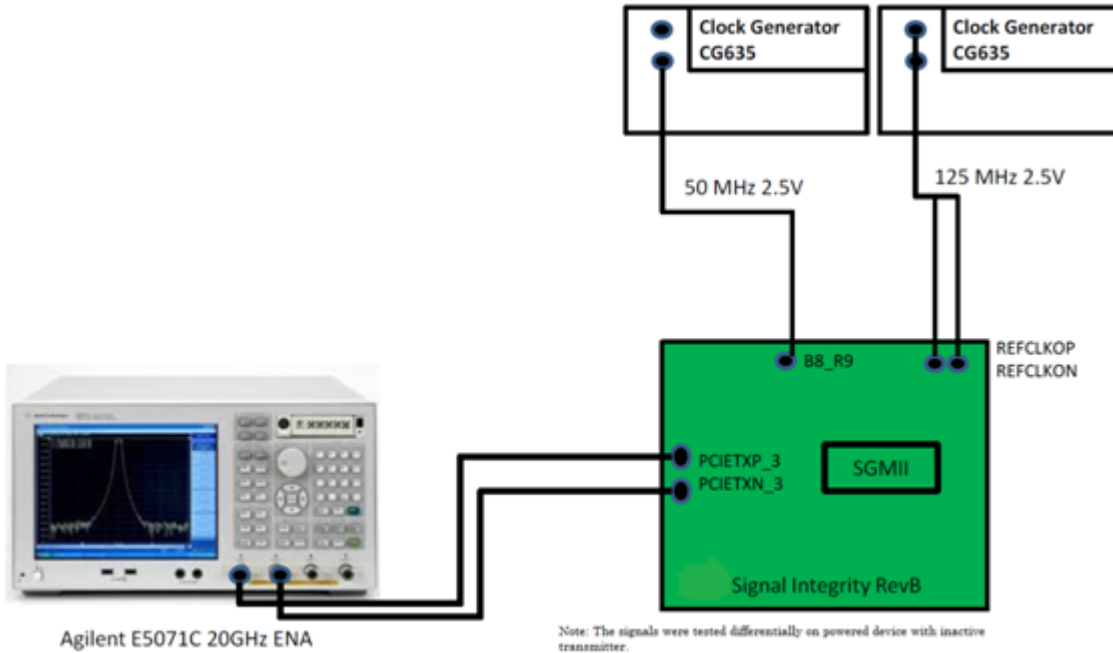 Clock Generator
CG635
Clock Generator
CG635
50 MHz 2.5V
125 MHz 2.5V
B8_R9
REFCLKOP
REFCLKON
PCIETXP_3
PCIETXN_3
SGMII
Signal Integrity RevB
Agilent E5071C 20GHz ENA
Note: The signals were tested differentially on powered device with inactive
transmitter.